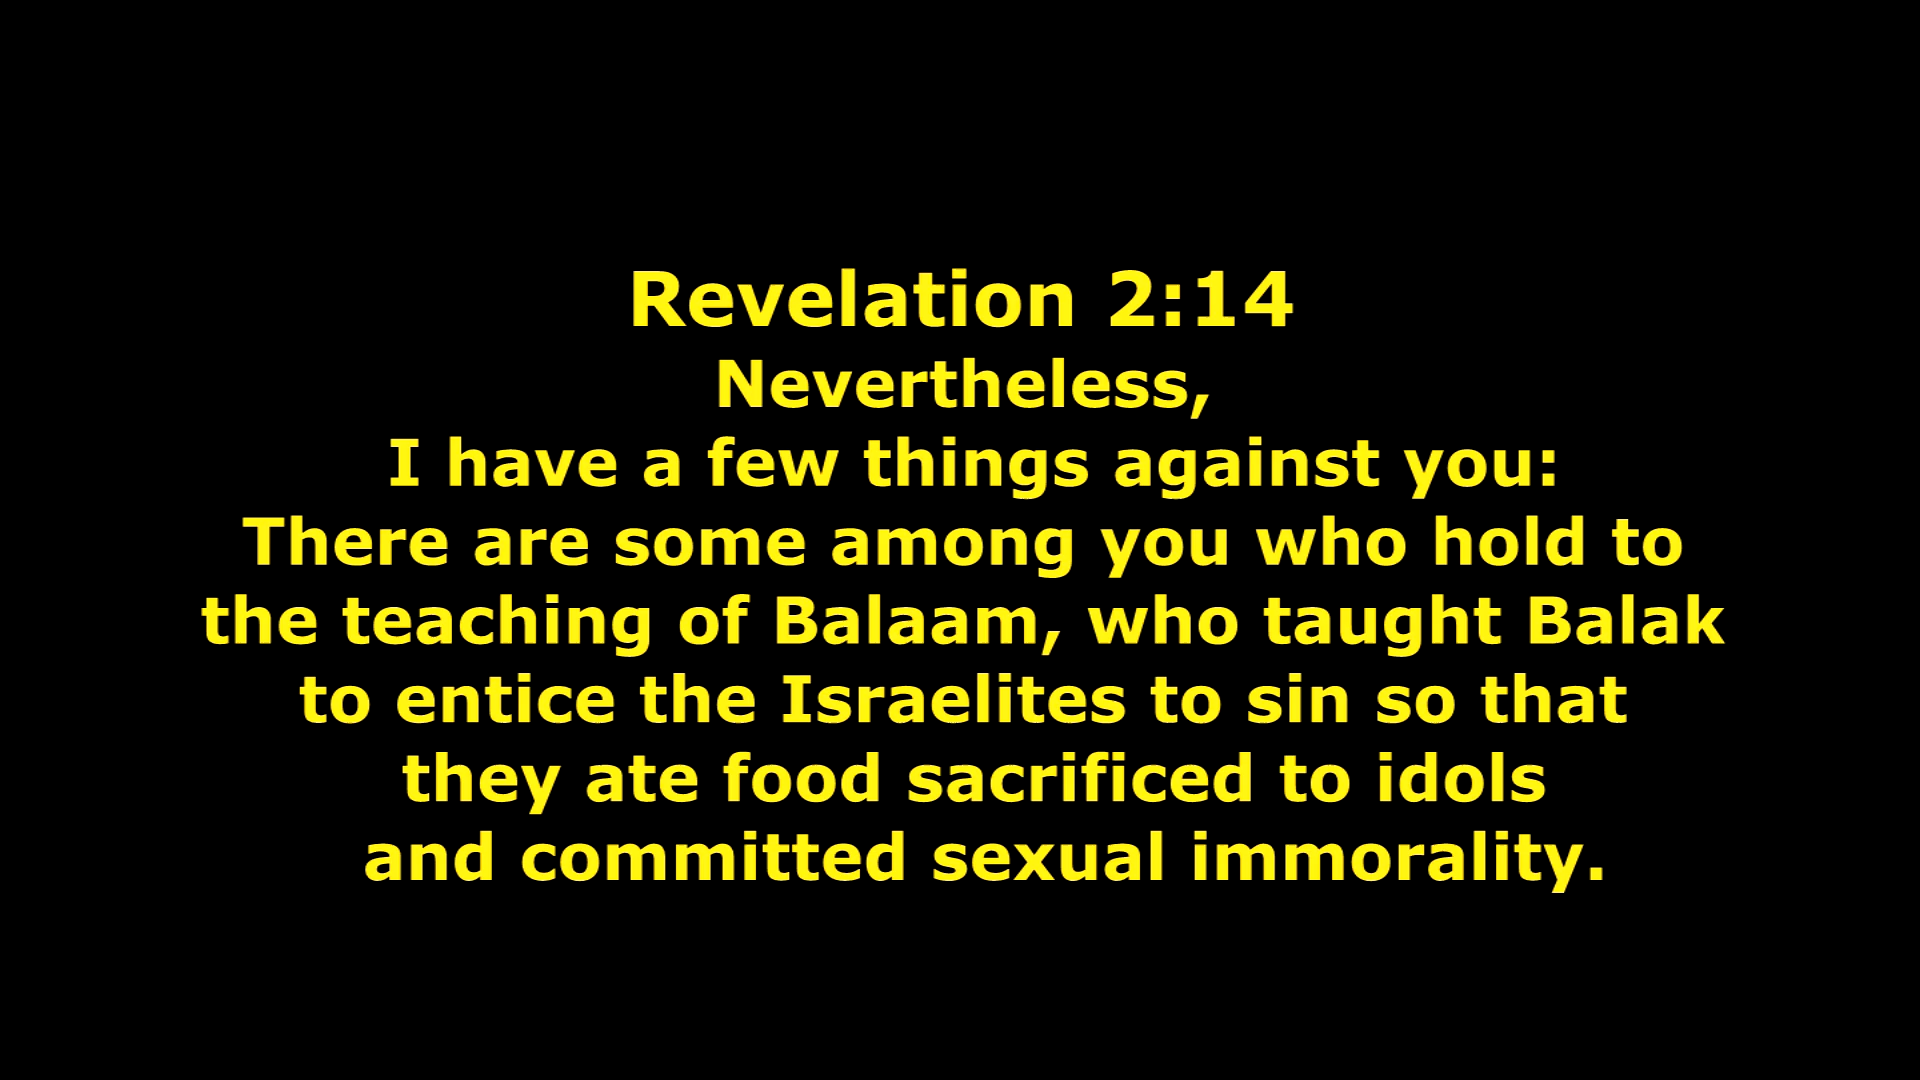 Revelation 2:14
Nevertheless,
I have a few things against you:
There are some among you who hold to
the teaching of Balaam, who taught Balak
to entice the Israelites to sin so that
they ate food sacrificed to idols
and committed sexual immorality.